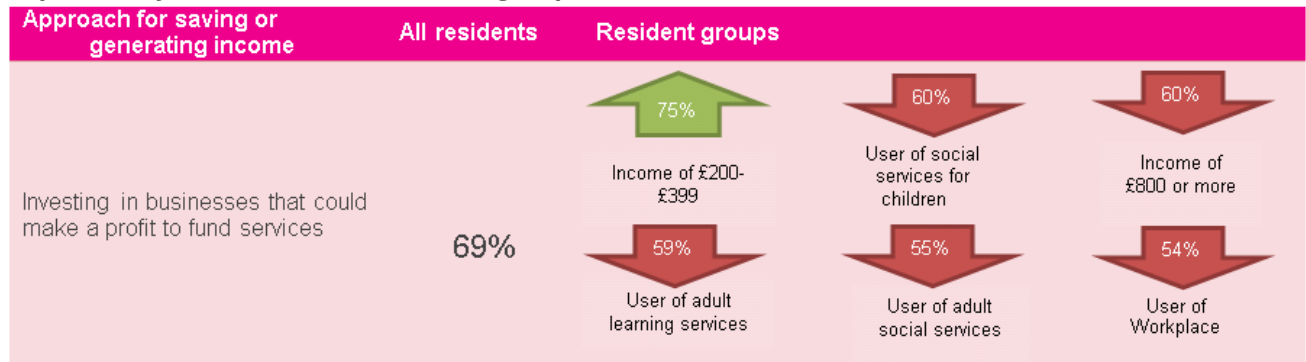 Approach for saving or
generating income
All residents
Resident groups
75%
60%
60%
Income of £200-
£399
User of social
services for
children
Income of
£800 or more
Investing in businesses that could
make a profit to fund services
69%
59%
55%
54%
User of adult
learning services
User of adult
social services
User of
Workplace